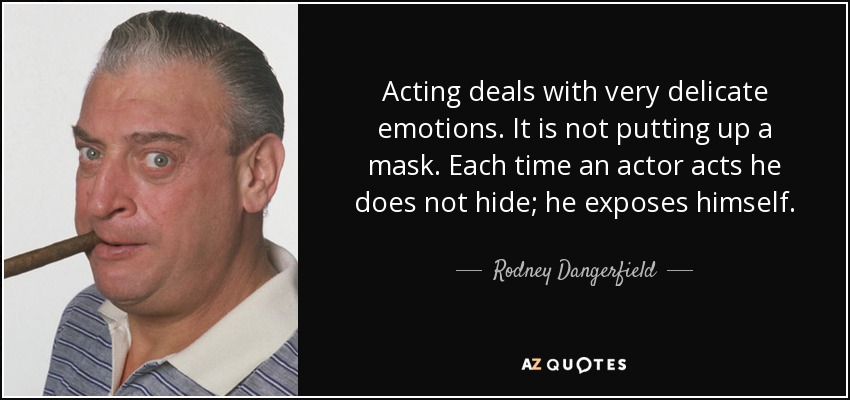 Acting deals with very delicate
emotions. It is not putting up a
mask. Each time an actor acts he
does not hide; he exposes himself.
Rodney Dangerfield
AZ QUOTES